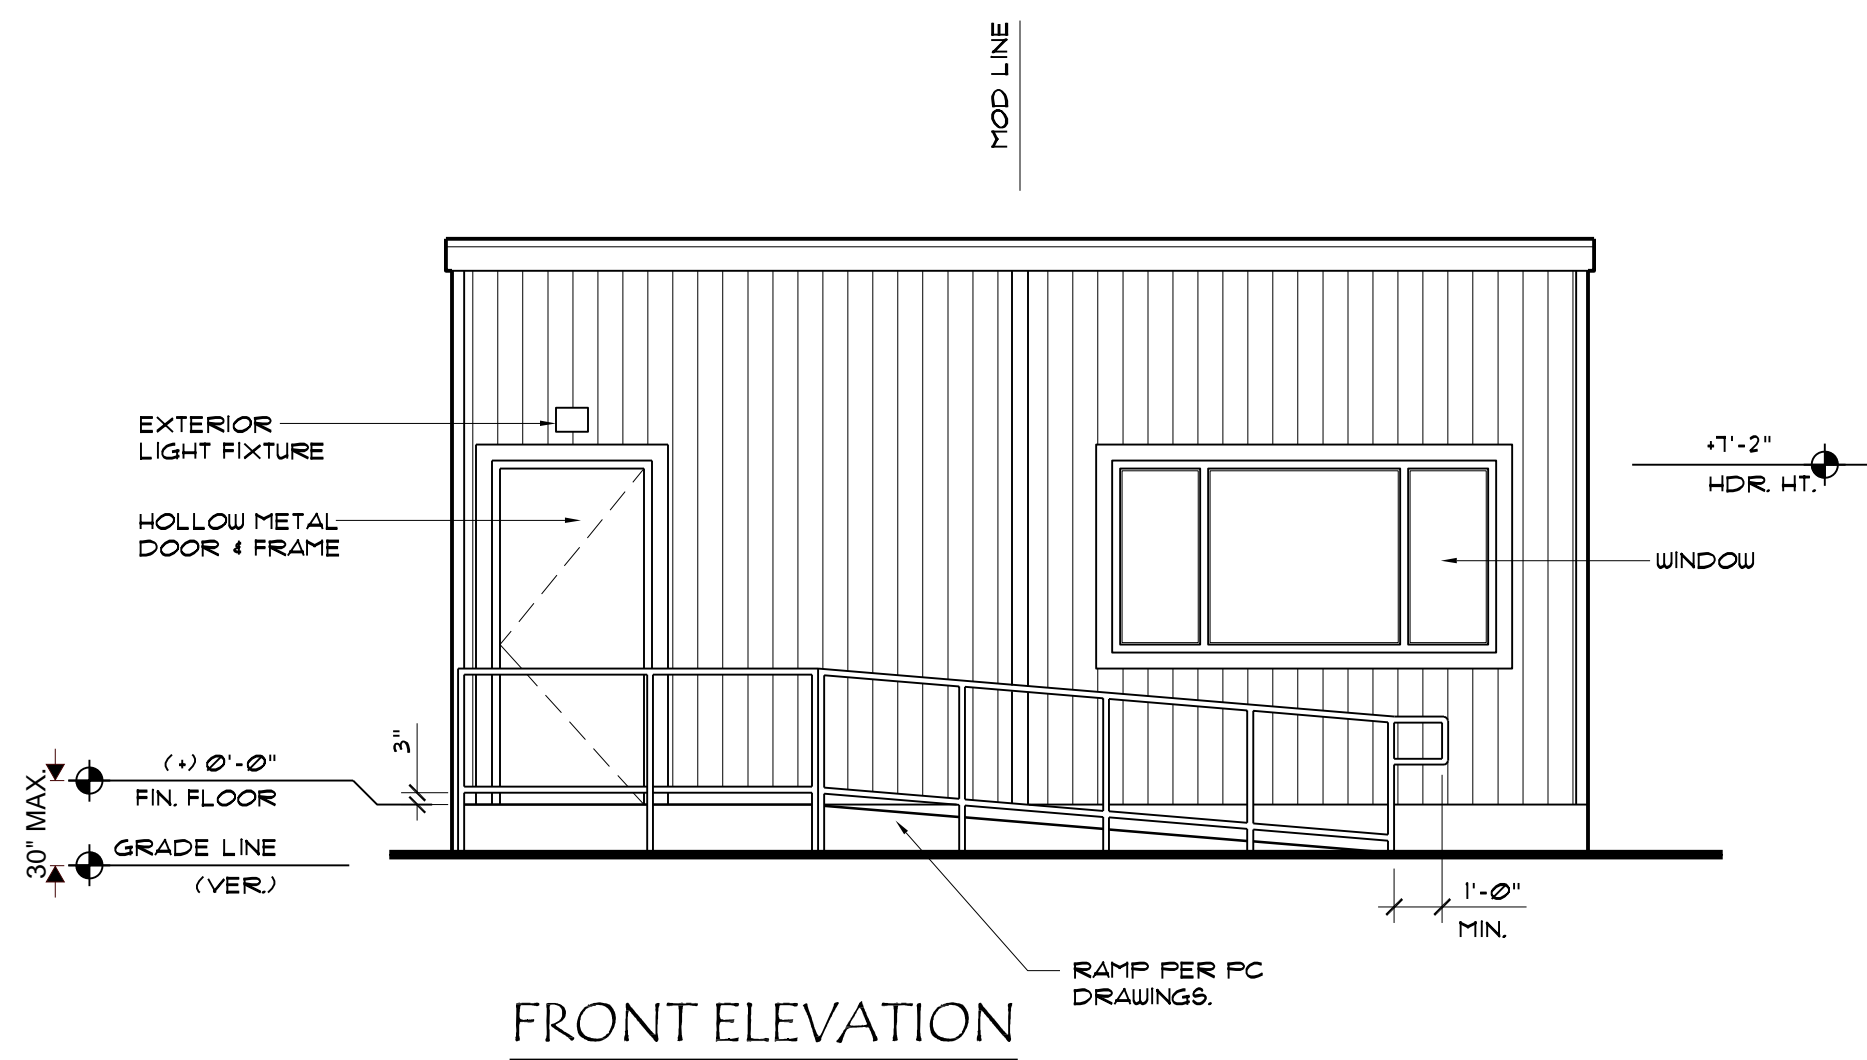 MOD LINE
EXTERIOR
LIGHT FIXTURE
+7'-2"
HDR. HT.
HOLLOW METAL
DOOR & FRAME
WINDOW
3"
(+) 0'-0"
FIN. FLOOR
30" MAX.
GRADE LINE
(VER.)
1'-0"
MIN.
RAMP PER PC
DRAWINGS.
FRONT ELEVATION